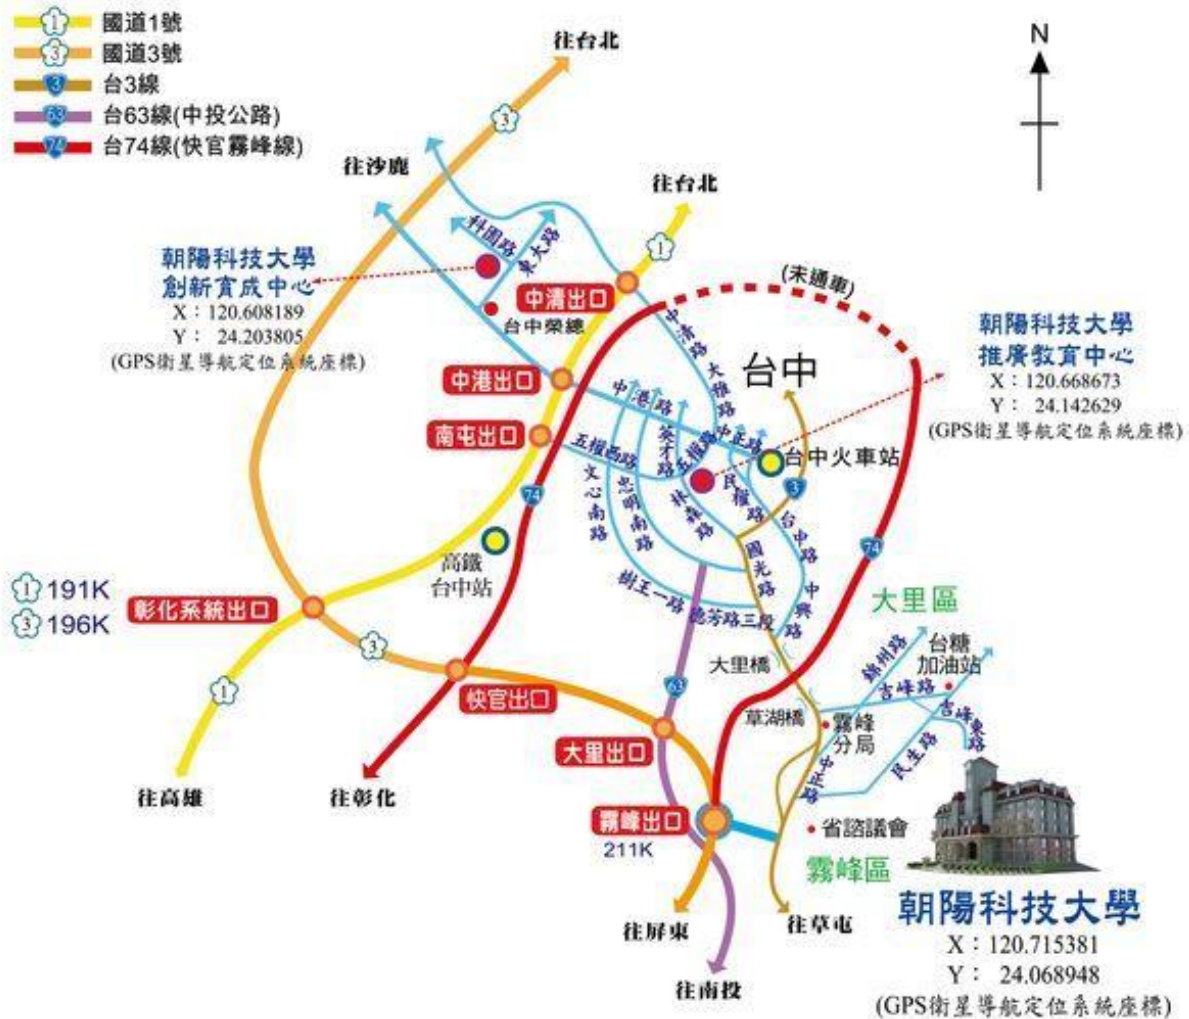 1 國道1號
3 國道3號
3 台3線
63 台63線(中投公路)
74 台74線(快官霧峰線)
N
往台北
3
往沙鹿
往台北
1
科園路
東大路
朝陽科技大學
創新育成中心
X：120.608189
Y： 24.203805
(GPS衛星導航定位系統座標)
中清出口
台中榮總
(未通車)
朝陽科技大學
推廣教育中心
X：120.668673
Y： 24.142629
(GPS衛星導航定位系統座標)
中清路
大雅路
台中
中港出口
中港路
南屯出口
五權西路
英才路
五權路
中正路
台中火車站
文心南路
忠明南路
林森路
民權路
3
74
台中路
高鐵
台中站
國光路
中興路
74
1 191K
3 196K
彰化系統出口
樹王一路
德芳路三段
大里區
3
大里橋
錦州路
台糖
加油站
快官出口
63
吉峰路
1
草湖橋
霧峰
分局
吉峰東路
大里出口
民生路
中正路
往高雄
往彰化
霧峰出口
211K
省諮議會
霧峰區
朝陽科技大學
X：120.715381
Y： 24.068948
(GPS衛星導航定位系統座標)
往屏東
往草屯
往南投